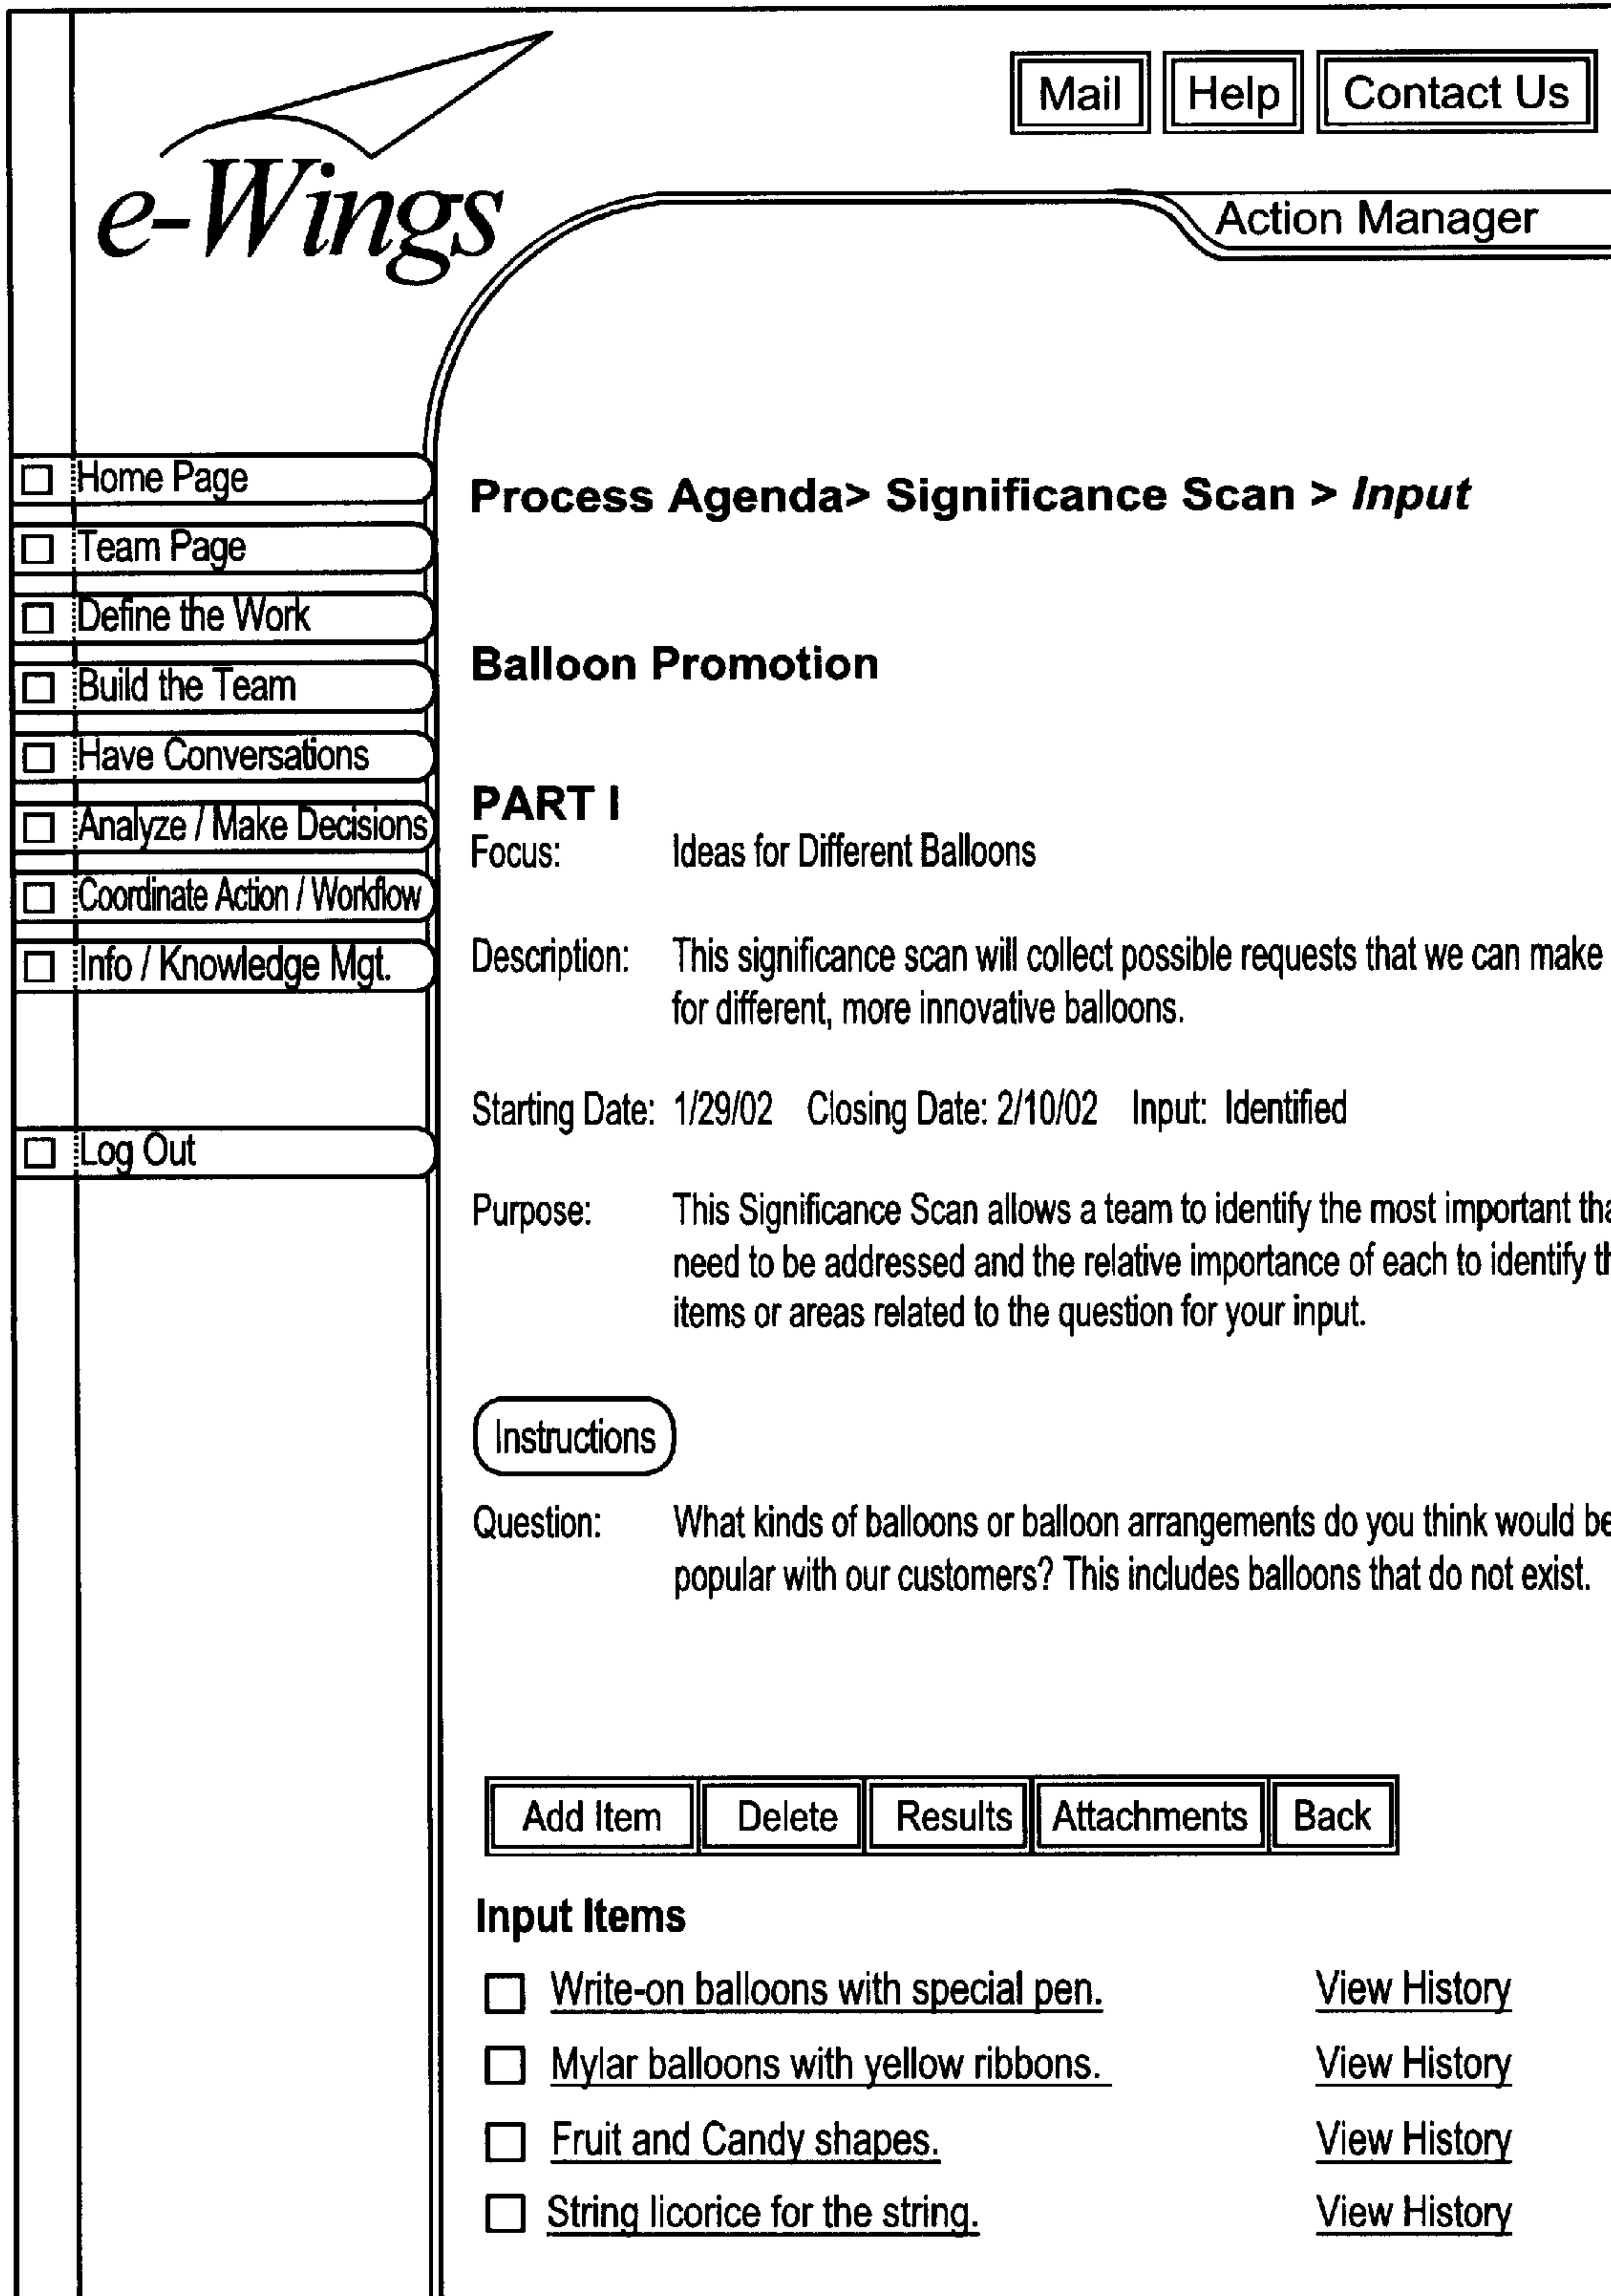 Mail Help Contact Us
e-Wings
Action Manager
Home Page
Team Page
Define the Work
Build the Team
Have Conversations
Analyze / Make Decisions
Coordinate Action / Workflow
Info / Knowledge Mgt.
Log Out
Process Agenda> Significance Scan > Input
Balloon Promotion
PART I
Focus: Ideas for Different Balloons
Description: This significance scan will collect possible requests that we can make
for different, more innovative balloons.
Starting Date: 1/29/02 Closing Date: 2/10/02 Input: Identified
Purpose: This Significance Scan allows a team to identify the most important
need to be addressed and the relative importance of each to identify
items or areas related to the question for your input.
Instructions
Question: What kinds of balloons or balloon arrangements do you think would be
popular with our customers? This includes balloons that do not exist.
Add Item Delete Results Attachments Back
Input Items
Write-on balloons with special pen. View History
Mylar balloons with yellow ribbons. View History
Fruit and Candy shapes. View History
String licorice for the string. View History